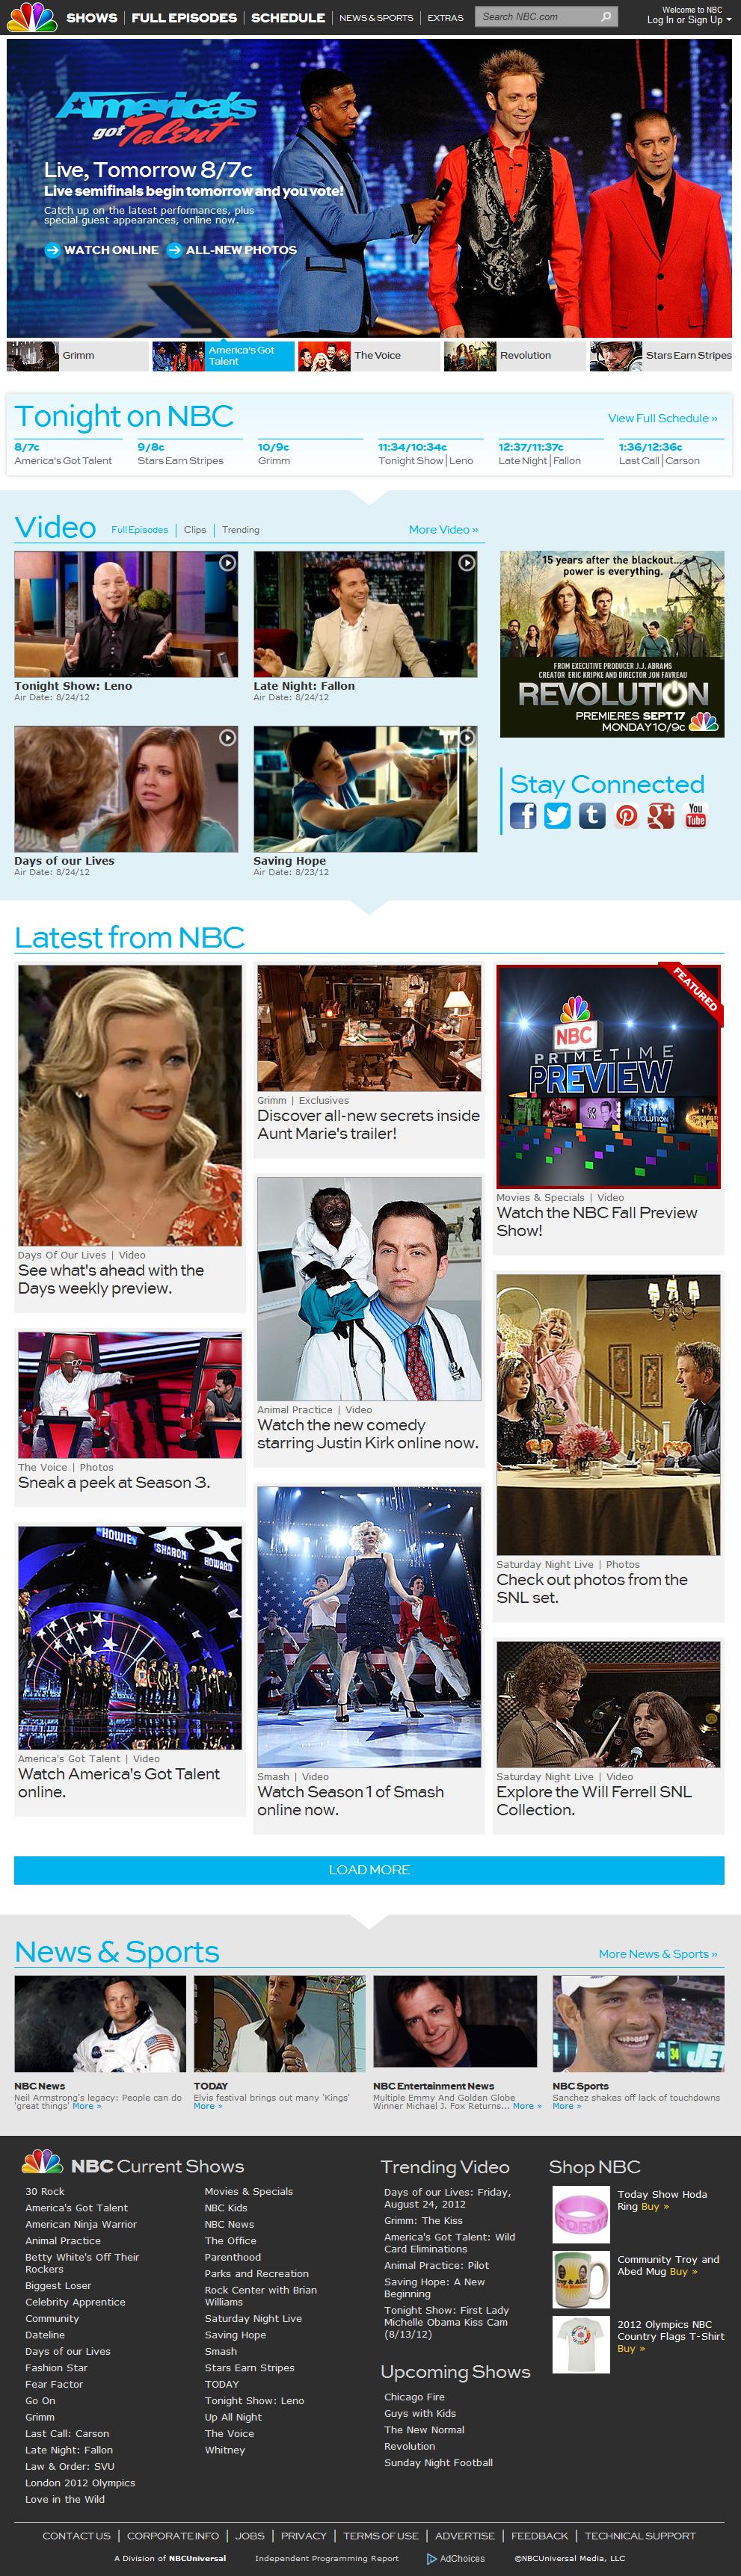 SHOWS | FULL EPISODES | SCHEDULE | NEWS & SPORTS | EXTRAS
Search NBC.com
Welcome to NBC
Log In or Sign Up
America's
got Talent
Live, Tomorrow 8/7c
Live semifinals begin tomorrow and you vote!
Catch up on the latest performances, plus
special guest appearances, online now.
WATCH ONLINE ALL-NEW PHOTOS
Grimm
America's Got
Talent
The Voice
Revolution
Stars Earn Stripes
Tonight on NBC
View Full Schedule »
8/7c
America's Got Talent
9/8c
Stars Earn Stripes
10/9c
Grimm
11:34/10:34c
Tonight Show | Leno
12:37/11:37c
Late Night | Fallon
1:36/12:36c
Last Call | Carson
Video
Full Episodes | Clips | Trending
More Video »
Tonight Show: Leno
Air Date: 8/24/12
Late Night: Fallon
Air Date: 8/24/12
Days of our Lives
Air Date: 8/24/12
Saving Hope
Air Date: 8/23/12
15 years after the blackout...
power is everything.
FROM EXECUTIVE PRODUCER J.J. ABRAMS
CREATOR ERIC KRIPKE AND DIRECTOR JON FAVREAU
REVOLUTION
PREMIERES SEPT 17
MONDAY 10/9c
Stay Connected
You
Tube
Latest from NBC
Days Of Our Lives | Video
See what's ahead with the
Days weekly preview.
The Voice | Photos
Sneak a peek at Season 3.
HOWIE
SHARON
HOWARD
America's Got Talent | Video
Watch America's Got Talent
online.
Grimm | Exclusives
Discover all-new secrets inside
Aunt Marie's trailer!
Animal Practice | Video
Watch the new comedy
starring Justin Kirk online now.
Smash | Video
Watch Season 1 of Smash
online now.
FEATURED
NBC
PRIMETIME
PREVIEW
REVOLUTION
Movies & Specials | Video
Watch the NBC Fall Preview
Show!
Saturday Night Live | Photos
Check out photos from the
SNL set.
Saturday Night Live | Video
Explore the Will Ferrell SNL
Collection.
LOAD MORE
News & Sports
More News & Sports »
34 JET
NBC News
Neil Armstrong's legacy: People can do
'great things' More »
TODAY
Elvis festival brings out many 'Kings'
More »
NBC Entertainment News
Multiple Emmy And Golden Globe
Winner Michael J. Fox Returns... More »
NBC Sports
Sanchez shakes off lack of touchdowns
More »
NBC Current Shows
30 Rock
America's Got Talent
American Ninja Warrior
Animal Practice
Betty White's Off Their
Rockers
Biggest Loser
Celebrity Apprentice
Community
Dateline
Days of our Lives
Fashion Star
Fear Factor
Go On
Grimm
Last Call: Carson
Late Night: Fallon
Law & Order: SVU
London 2012 Olympics
Love in the Wild
Movies & Specials
NBC Kids
NBC News
The Office
Parenthood
Parks and Recreation
Rock Center with Brian
Williams
Saturday Night Live
Saving Hope
Smash
Stars Earn Stripes
TODAY
Tonight Show: Leno
Up All Night
The Voice
Whitney
Trending Video
Days of our Lives: Friday,
August 24, 2012
Grimm: The Kiss
America's Got Talent: Wild
Card Eliminations
Animal Practice: Pilot
Saving Hope: A New
Beginning
Tonight Show: First Lady
Michelle Obama Kiss Cam
(8/13/12)
Upcoming Shows
Chicago Fire
Guys with Kids
The New Normal
Revolution
Sunday Night Football
Shop NBC
Today Show Hoda
Ring Buy »
Community Troy and
Abed Mug Buy »
2012 Olympics NBC
Country Flags T-Shirt
Buy »
CONTACT US | CORPORATE INFO | JOBS | PRIVACY | TERMS OF USE | ADVERTISE | FEEDBACK | TECHNICAL SUPPORT
A Division of NBCUniversal Independent Programming Report AdChoices ©NBCUniversal Media, LLC